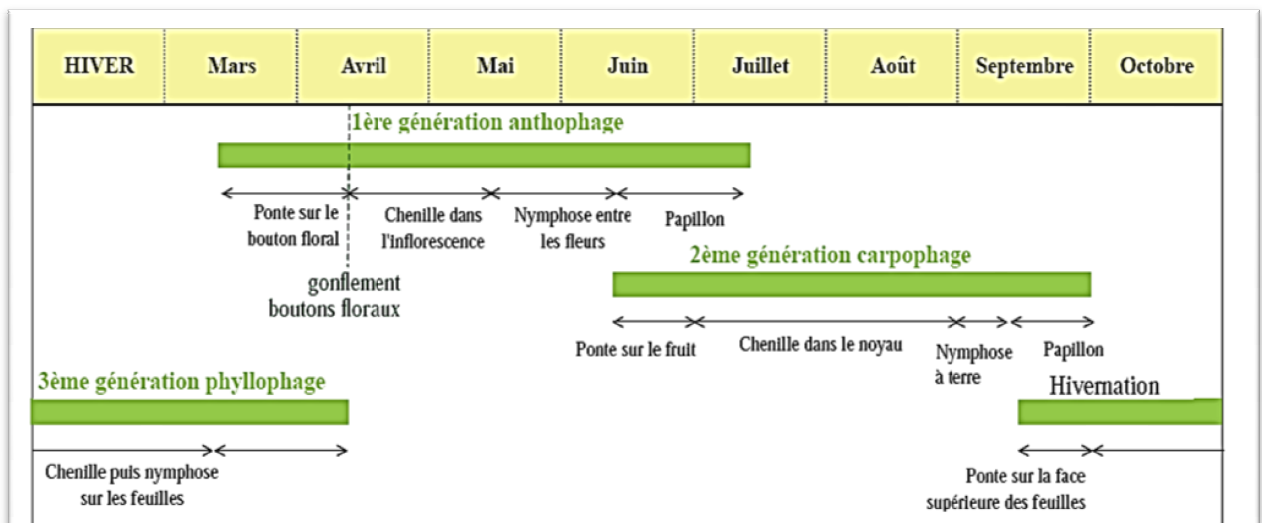 HIVER Mars Avril Mai Juin Juillet Août Septembre Octobre
1ère génération anthophage
Ponte sur le
bouton floral
Chenille dans
l'inflorescence
Nymphose entre
les fleurs
Papillon
gonflement
boutons floraux
2ème génération carpophage
Ponte sur le fruit
Chenille dans le noyau
Nymphose
à terre
Papillon
3ème génération phyllophage
Hivernation
Chenille puis nymphose
sur les feuilles
Ponte sur la face
supérieure des feuilles